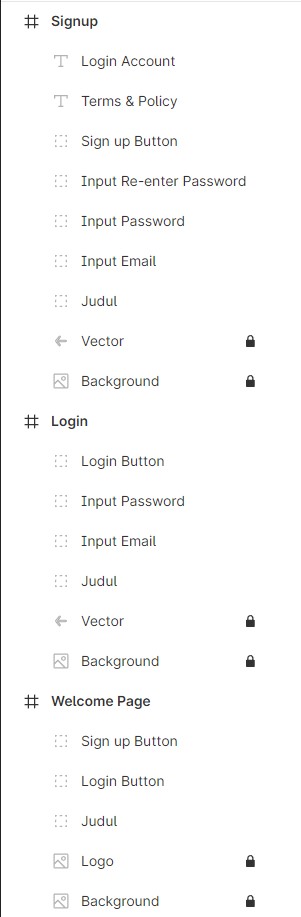 Signup
Login Account
Terms & Policy
Sign up Button
Input Re-enter Password
Input Password
Input Email
Judul
Vector
Background
Login
Login Button
Input Password
Input Email
Judul
Vector
Background
Welcome Page
Sign up Button
Login Button
Judul
Logo
Background